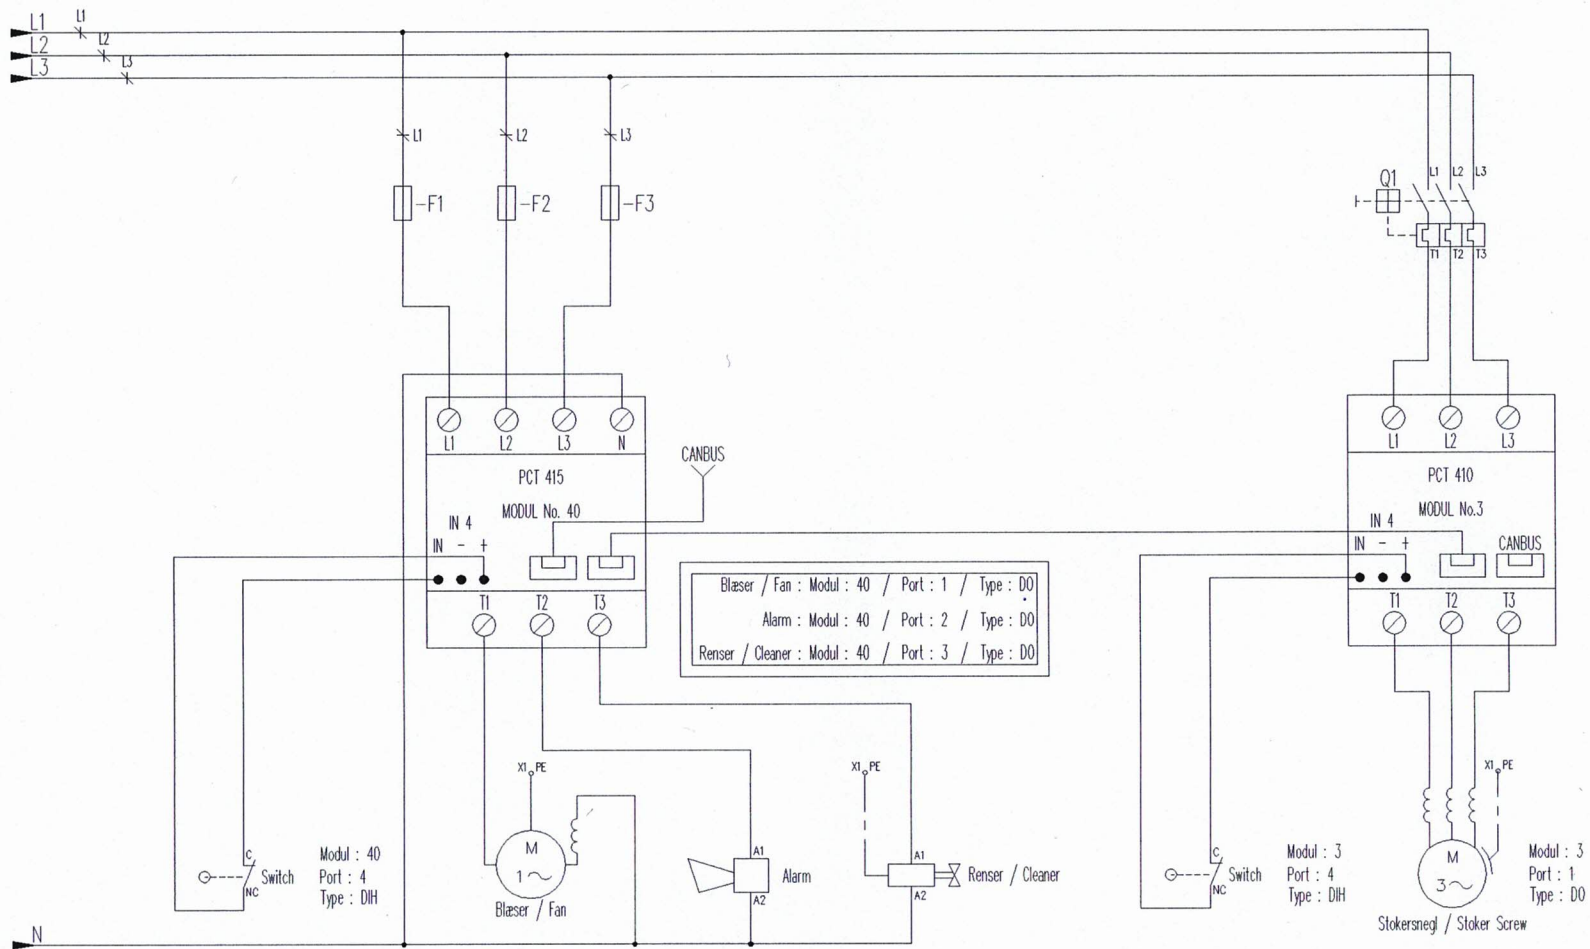 L1 L1
L2 L2
L3 L3
L1 L2 L3
-F1 -F2 -F3
L1 L2 L3
Q1
T1 T2 T3
L1 L2 L3 N
PCT 415
MODUL No. 40
IN 4
IN - +
CANBUS
T1 T2 T3
L1 L2 L3
PCT 410
MODUL No.3
IN 4
IN - +
CANBUS
T1 T2 T3
Blæser / Fan : Modul : 40 / Port : 1 / Type : DO
Alarm : Modul : 40 / Port : 2 / Type : DO
Renser / Cleaner : Modul : 40 / Port : 3 / Type : DO
C
Switch
NC
Modul : 40
Port : 4
Type : DIH
X1 PE
M
1~
Blæser / Fan
A1
Alarm
A2
X1 PE
A1
Renser / Cleaner
A2
C
Switch
NC
Modul : 3
Port : 4
Type : DIH
X1 PE
M
3~
Stokersnegl / Stoker Screw
Modul : 3
Port : 1
Type : DO
N